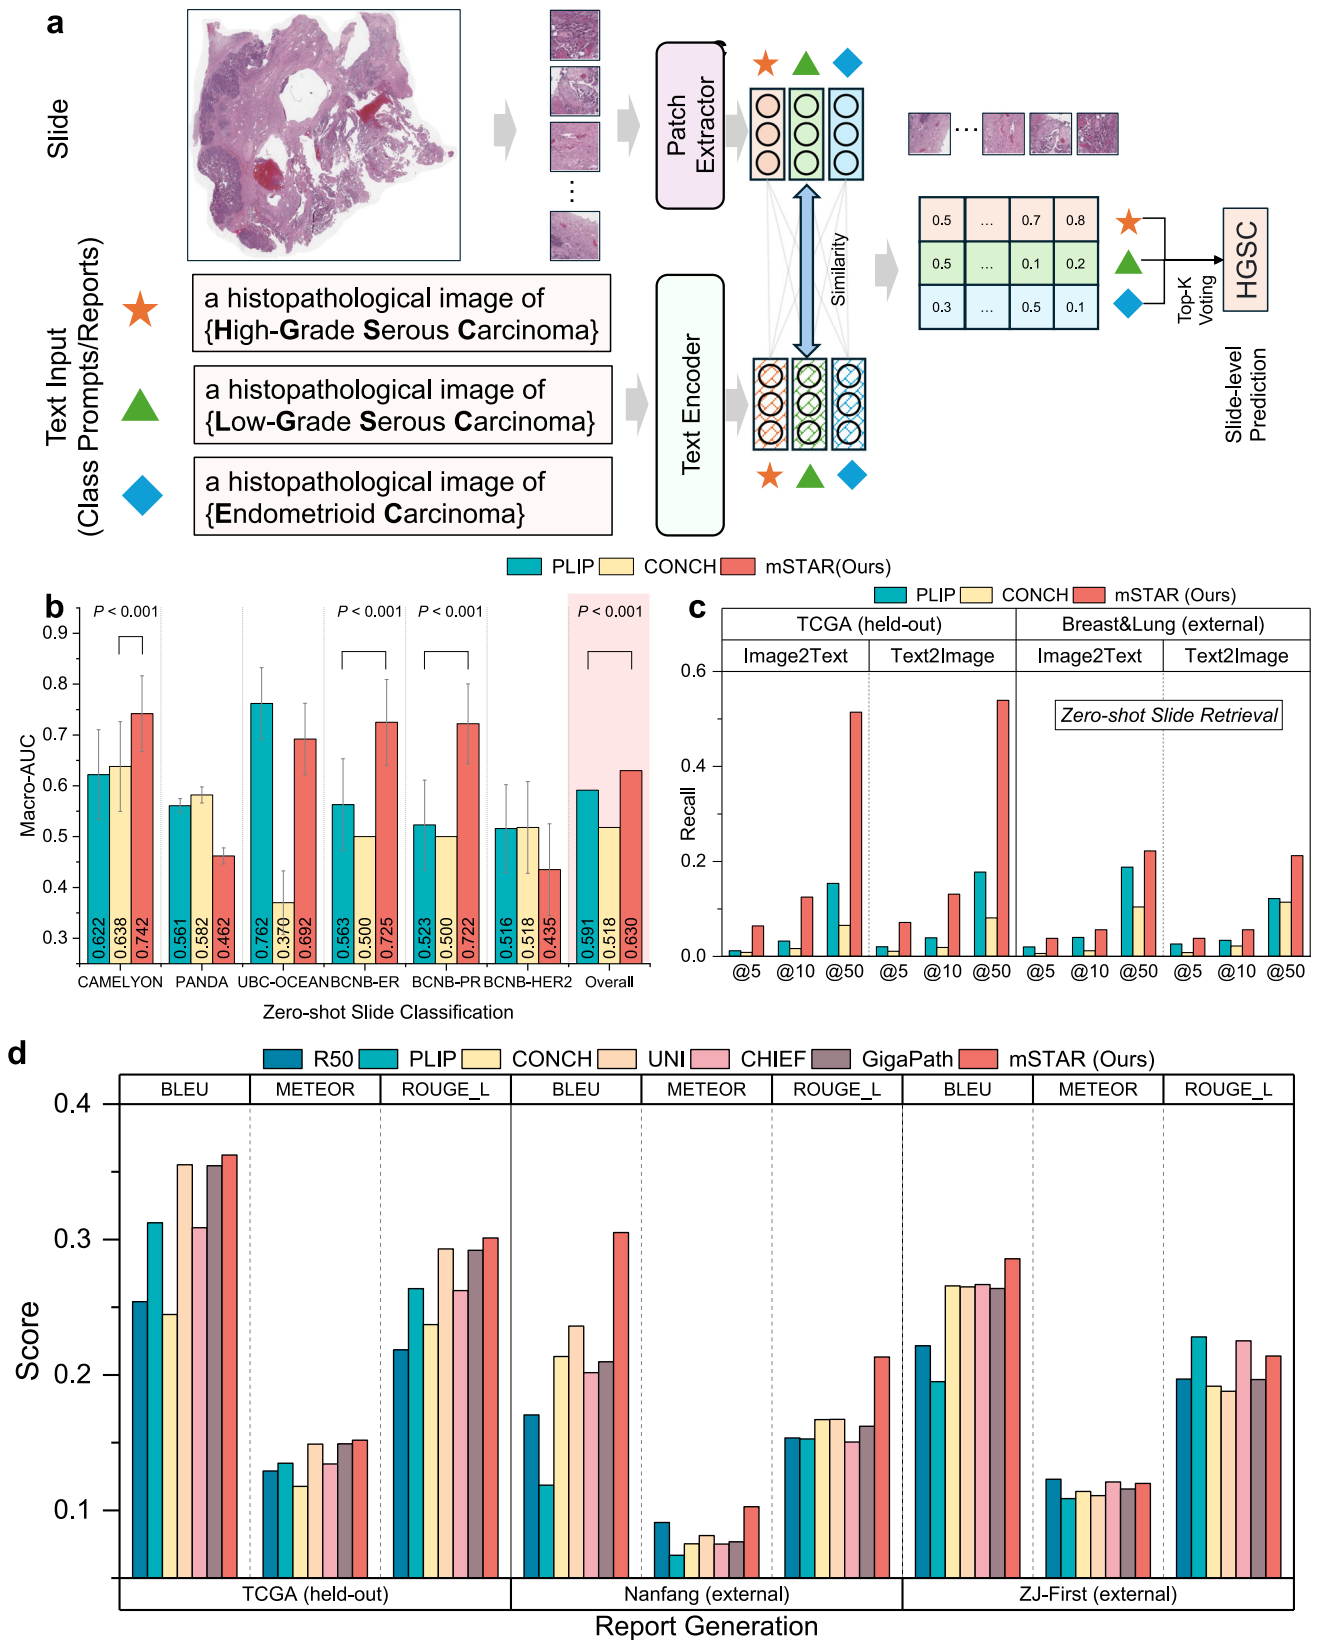 a
Slide
Patch
Extractor
...
⋮
Similarity
0.5 ... 0.7 0.8
0.5 ... 0.1 0.2
0.3 ... 0.5 0.1
Top-K
Voting
HGSC
Slide-level
Prediction
Text Input
(Class Prompts/Reports)
a histopathological image of
{High-Grade Serous Carcinoma}
a histopathological image of
{Low-Grade Serous Carcinoma}
a histopathological image of
{Endometrioid Carcinoma}
Text Encoder
PLIP CONCH mSTAR(Ours)
b
P < 0.001 P < 0.001 P < 0.001 P < 0.001
Macro-AUC
0.9
0.8
0.7
0.6
0.5
0.4
0.3
0.622 0.638 0.742 0.561 0.582 0.462 0.762 0.370 0.692 0.563 0.500 0.725 0.523 0.500 0.722 0.516 0.518 0.435 0.591 0.518 0.630
CAMELYON PANDA UBC-OCEAN BCNB-ER BCNB-PR BCNB-HER2 Overall
Zero-shot Slide Classification
c
PLIP CONCH mSTAR (Ours)
TCGA (held-out) Breast&Lung (external)
Image2Text Text2Image Image2Text Text2Image
Zero-shot Slide Retrieval
Recall
0.6
0.4
0.2
0.0
@5 @10 @50 @5 @10 @50 @5 @10 @50 @5 @10 @50
d
R50 PLIP CONCH UNI CHIEF GigaPath mSTAR (Ours)
BLEU METEOR ROUGE_L BLEU METEOR ROUGE_L BLEU METEOR ROUGE_L
Score
0.4
0.3
0.2
0.1
TCGA (held-out) Nanfang (external) ZJ-First (external)
Report Generation